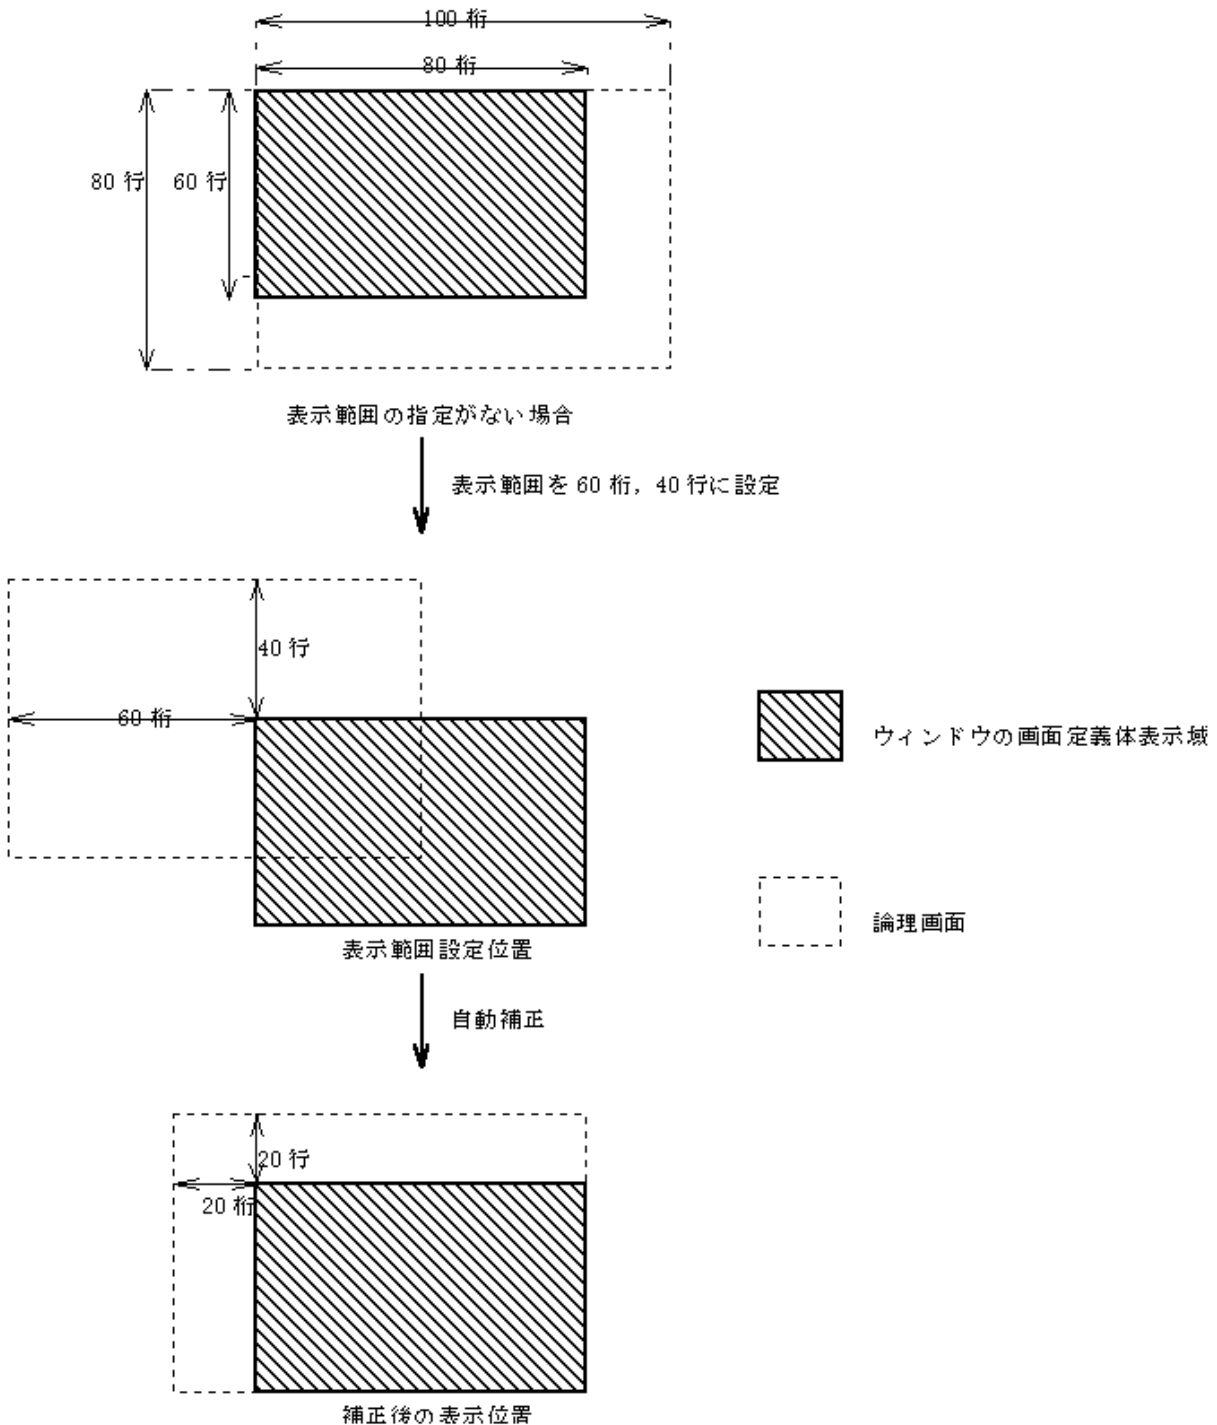 100 桁
80 桁
80 行
60 行
表示範囲の指定がない場合
表示範囲を 60 桁, 40 行に設定
40 行
60 桁
ウィンドウの画面定義体表示域
論理画面
表示範囲設定位置
自動補正
20 行
20 桁
補正後の表示位置